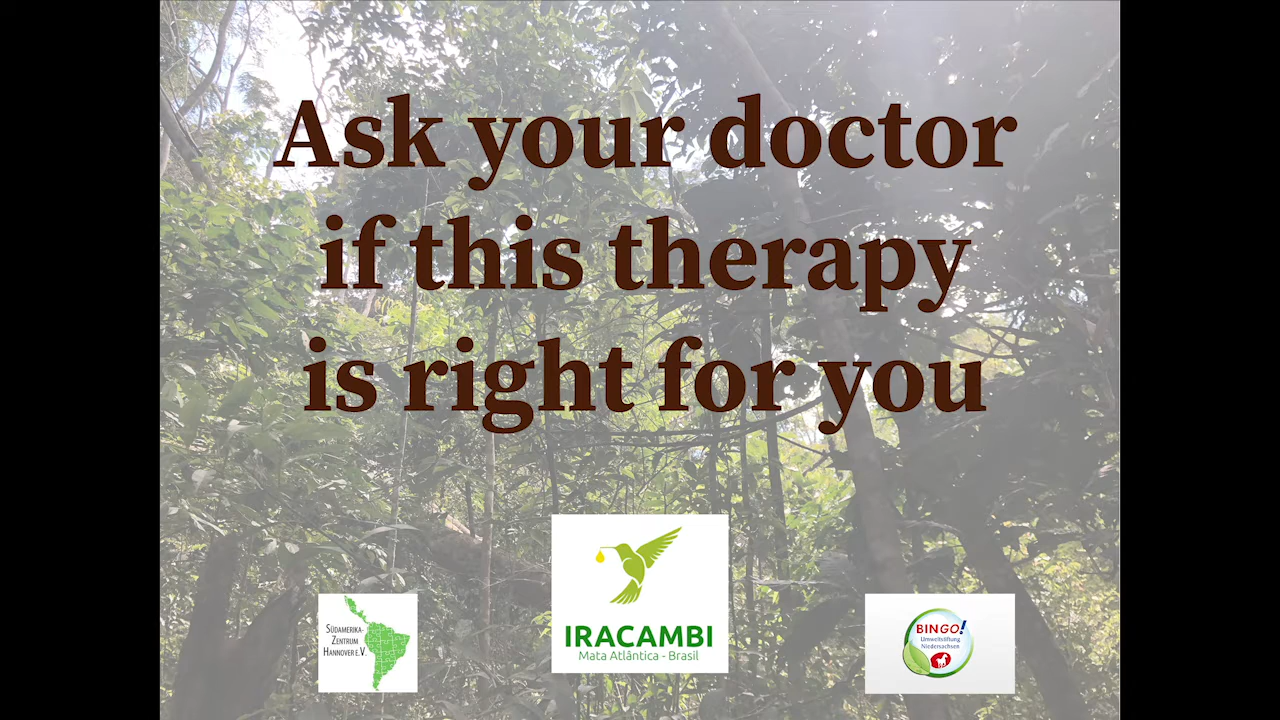 Ask your doctor
if this therapy
is right for you
SÜDAMERIKA-
ZENTRUM
HANNOVER E.V.
IRACAMBI
Mata Atlântica - Brasil
BINGO!
Umweltstiftung
Niedersachsen